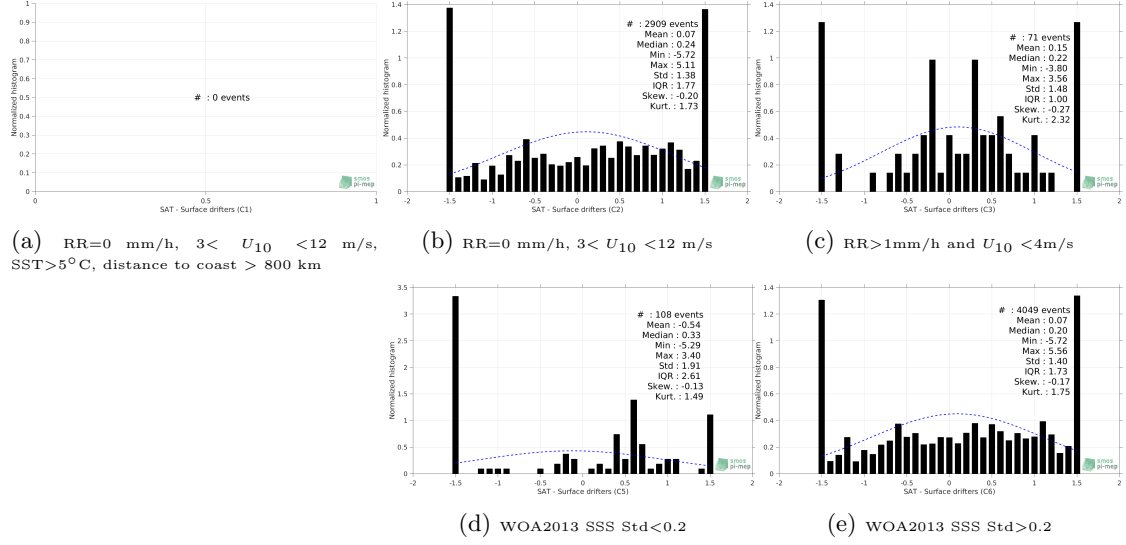 1
0.9
0.8
0.7
0.6
0.5
0.4
0.3
0.2
0.1
0
Normalized histogram
# : 0 events
0 0.5 1
SAT - Surface drifters (C1)
smos
pi-mep
(a) RR=0 mm/h, 3< U10 <12 m/s,
SST>5°C, distance to coast > 800 km
1.4
1.2
1
0.8
0.6
0.4
0.2
0
Normalized histogram
# : 2909 events
Mean : 0.07
Median : 0.24
Min : -5.72
Max : 5.11
Std : 1.38
IQR : 1.77
Skew. : -0.20
Kurt. : 1.73
-2 -1.5 -1 -0.5 0 0.5 1 1.5 2
SAT - Surface drifters (C2)
smos
pi-mep
(b) RR=0 mm/h, 3< U10 <12 m/s
1.4
1.2
1
0.8
0.6
0.4
0.2
0
Normalized histogram
# : 71 events
Mean : 0.15
Median : 0.22
Min : -3.80
Max : 3.56
Std : 1.48
IQR : 1.00
Skew. : -0.27
Kurt. : 2.32
-2 -1.5 -1 -0.5 0 0.5 1 1.5 2
SAT - Surface drifters (C3)
smos
pi-mep
(c) RR>1mm/h and U10 <4m/s
3.5
3
2.5
2
1.5
1
0.5
0
Normalized histogram
# : 108 events
Mean : -0.54
Median : 0.33
Min : -5.29
Max : 3.40
Std : 1.91
IQR : 2.61
Skew. : -0.13
Kurt. : 1.49
-2 -1.5 -1 -0.5 0 0.5 1 1.5 2
SAT - Surface drifters (C5)
smos
pi-mep
(d) WOA2013 SSS Std<0.2
1.4
1.2
1
0.8
0.6
0.4
0.2
0
Normalized histogram
# : 4049 events
Mean : 0.07
Median : 0.20
Min : -5.72
Max : 5.56
Std : 1.40
IQR : 1.73
Skew. : -0.17
Kurt. : 1.75
-2 -1.5 -1 -0.5 0 0.5 1 1.5 2
SAT - Surface drifters (C6)
smos
pi-mep
(e) WOA2013 SSS Std>0.2